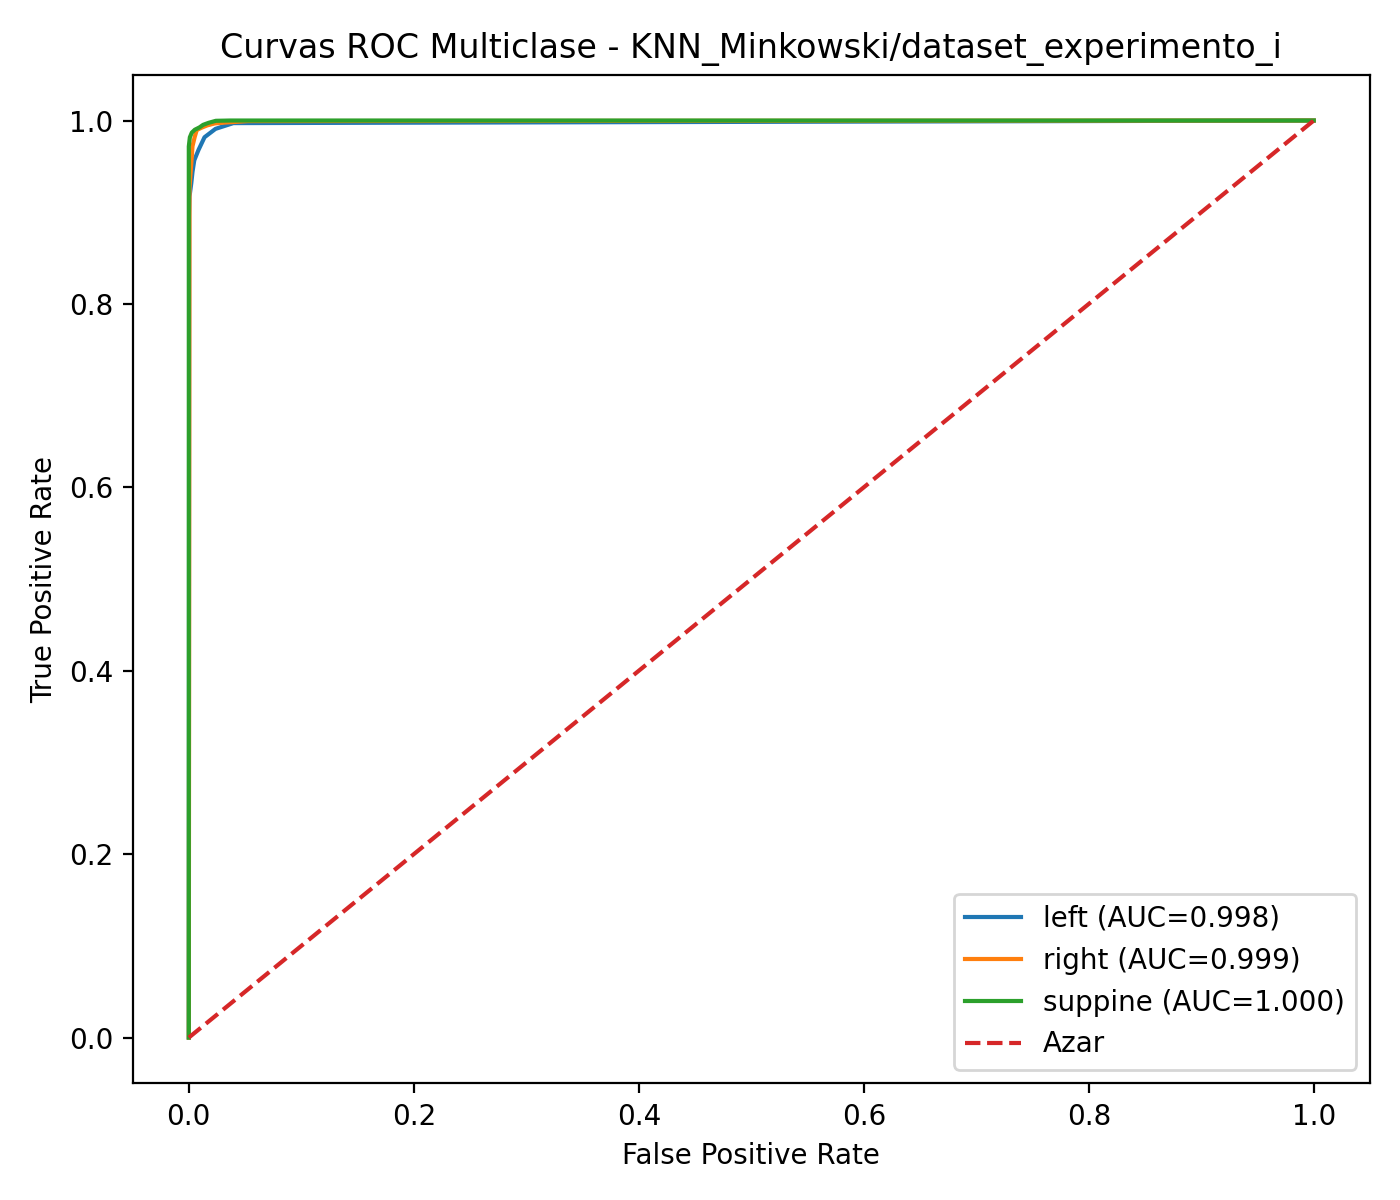 Curvas ROC Multiclase - KNN_Minkowski/dataset_experimento_i
True Positive Rate
1.0
0.8
0.6
0.4
0.2
0.0
0.0 0.2 0.4 0.6 0.8 1.0
False Positive Rate
left (AUC=0.998)
right (AUC=0.999)
suppine (AUC=1.000)
Azar